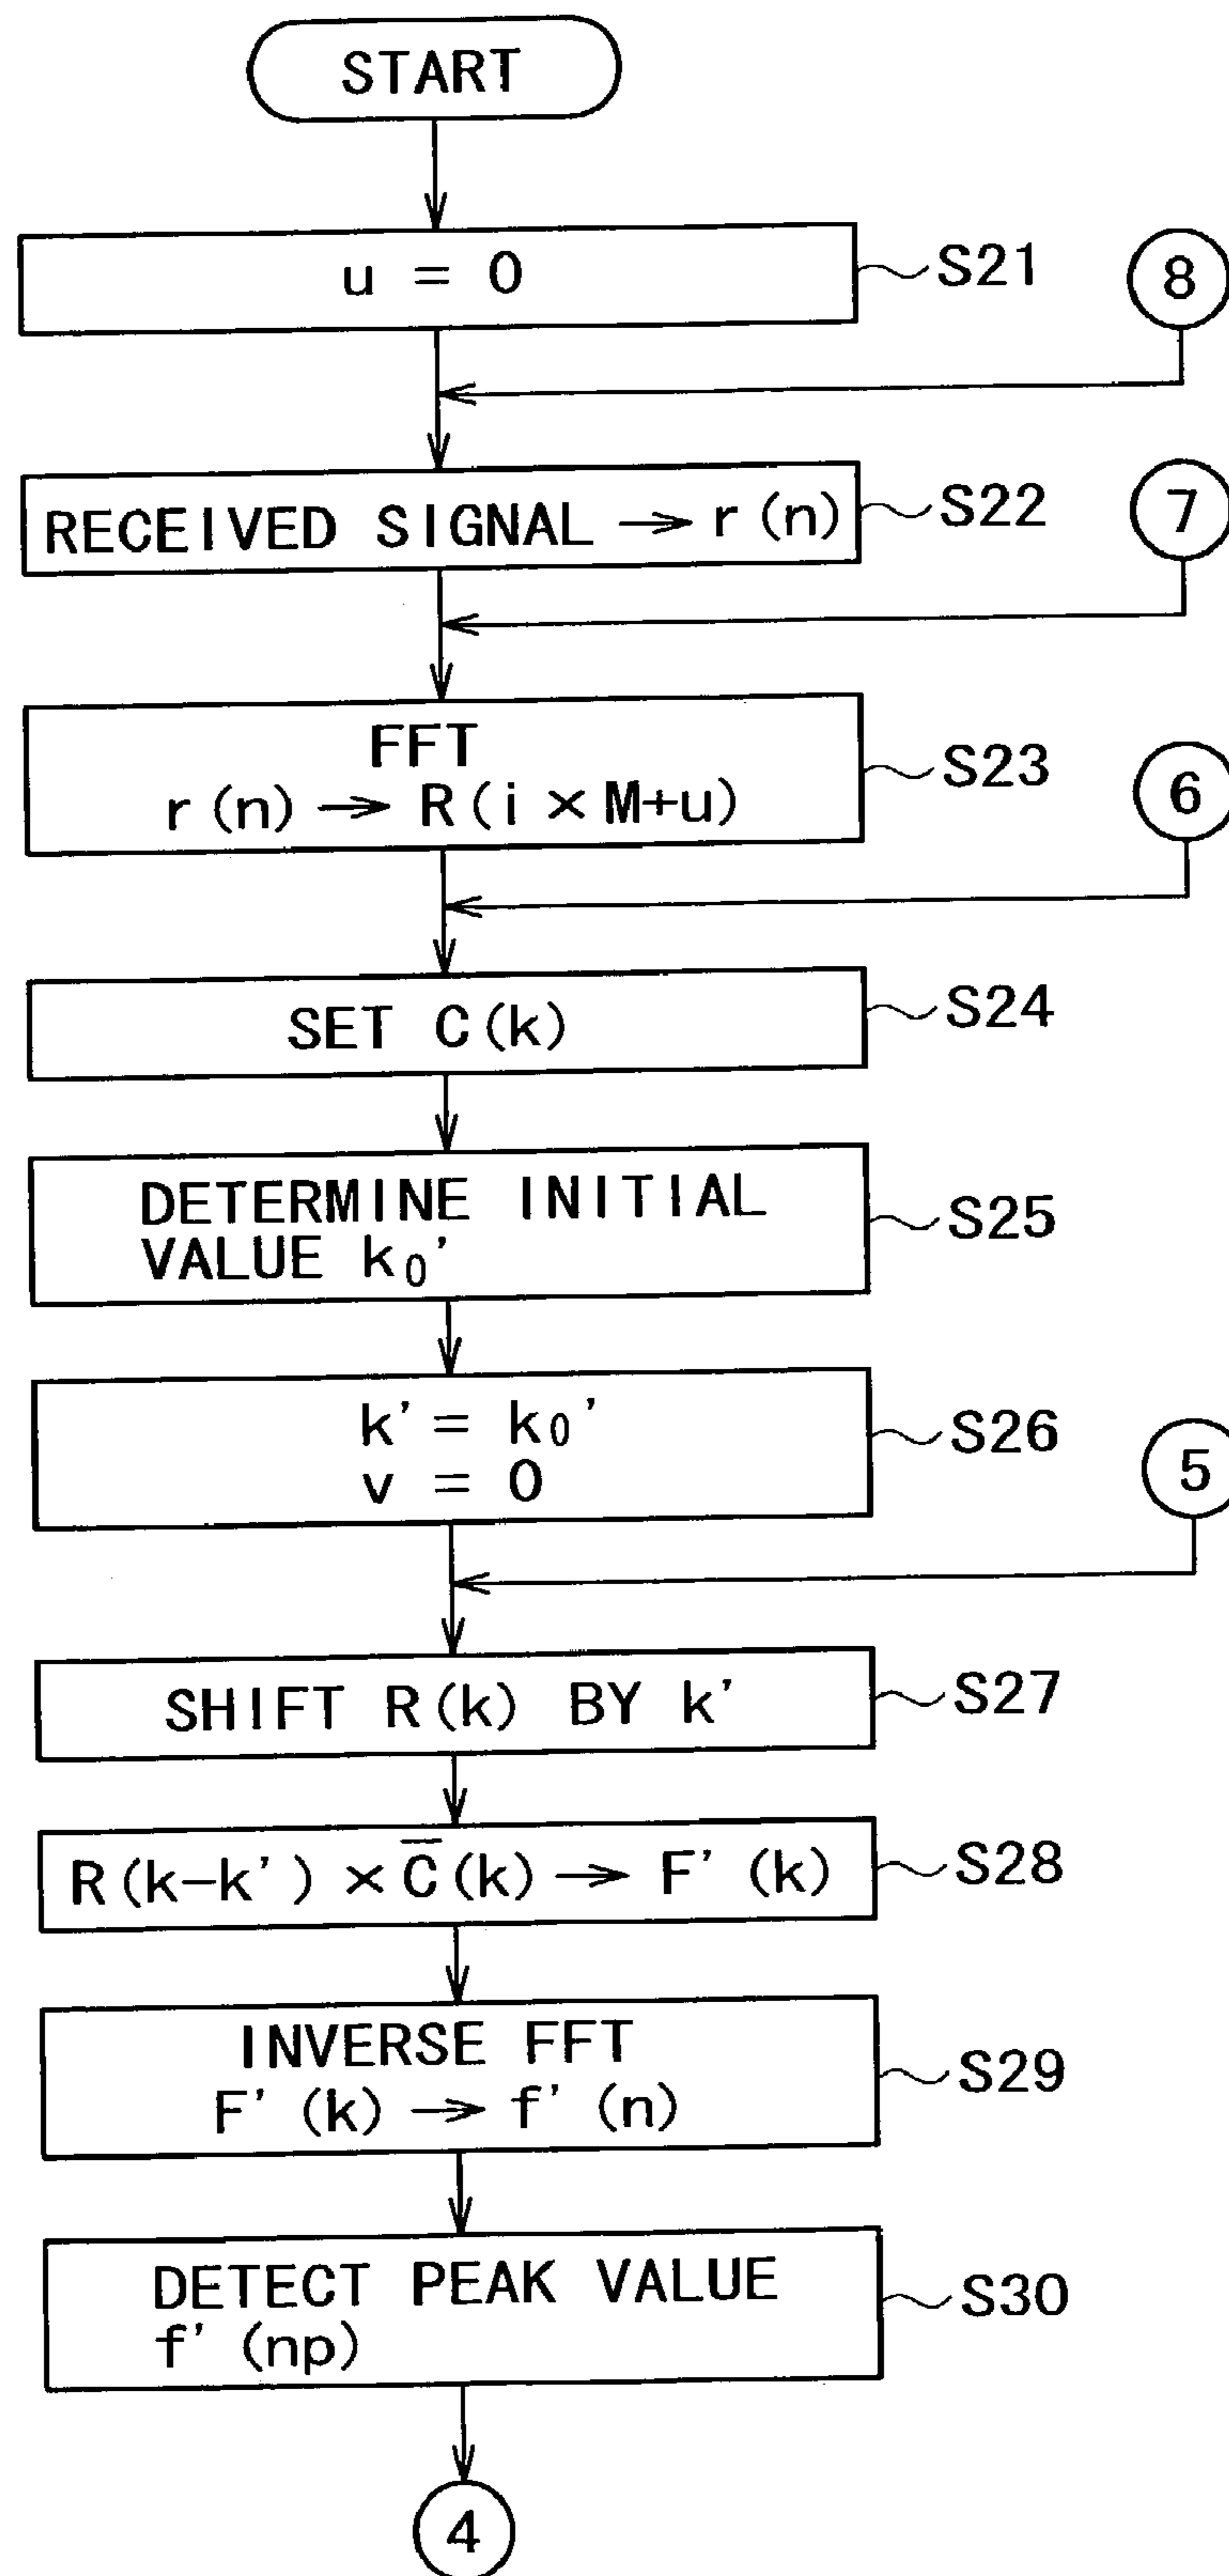 START
u = 0
S21
8
RECEIVED SIGNAL → r(n)
S22
7
FFT
r(n) → R(i × M+u)
S23
6
SET C(k)
S24
DETERMINE INITIAL
VALUE k₀'
S25
k' = k₀'
v = 0
S26
5
SHIFT R(k) BY k'
S27
R(k-k') × C̅(k) → F'(k)
S28
INVERSE FFT
F'(k) → f'(n)
S29
DETECT PEAK VALUE
f'(np)
S30
4